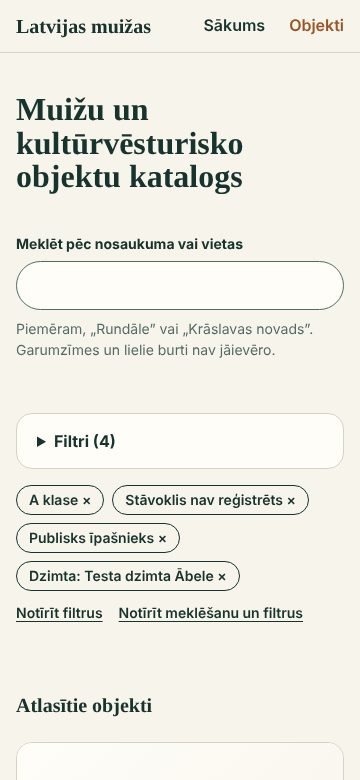 Latvijas muižas Sākums Objekti
Muižu un
kultūrvēsturisko
objektu katalogs
Meklēt pēc nosaukuma vai vietas
Piemēram, „Rundāle” vai „Krāslavas novads”.
Garumzīmes un lielie burti nav jāievēro.
▶ Filtri (4)
A klase × Stāvoklis nav reģistrēts ×
Publisks īpašnieks ×
Dzimta: Testa dzimta Ābele ×
Notīrīt filtrus Notīrīt meklēšanu un filtrus
Atlasītie objekti